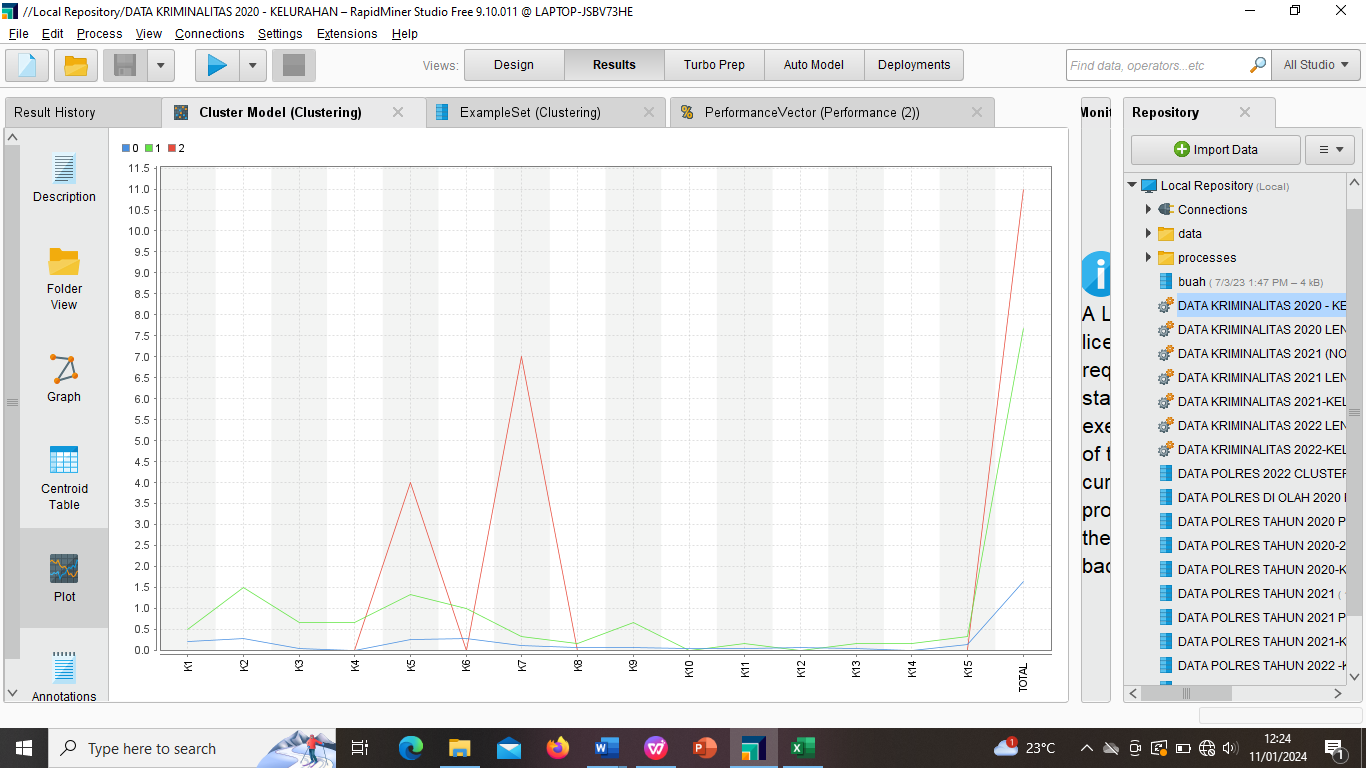 //Local Repository/DATA KRIMINALITAS 2020 - KELURAHAN – RapidMiner Studio Free 9.10.011 @ LAPTOP-JSBV73HE
File Edit Process View Connections Settings Extensions Help
Views: Design Results Turbo Prep Auto Model Deployments Find data, operators...etc All Studio
Result History Cluster Model (Clustering) ExampleSet (Clustering) PerformanceVector (Performance (2)) Monit Repository
Description
Folder
View
Graph
Centroid
Table
Plot
Annotations
0 1 2
11.5
11.0
10.5
10.0
9.5
9.0
8.5
8.0
7.5
7.0
6.5
6.0
5.5
5.0
4.5
4.0
3.5
3.0
2.5
2.0
1.5
1.0
0.5
0.0
K1 K2 K3 K4 K5 K6 K7 K8 K9 K10 K11 K12 K13 K14 K15 TOTAL
A L
lice
req
sta
exe
of t
cur
pro
the
bac
Import Data
Local Repository (Local)
Connections
data
processes
buah ( 7/3/23 1:47 PM – 4 kB)
DATA KRIMINALITAS 2020 - KE
DATA KRIMINALITAS 2020 LEN
DATA KRIMINALITAS 2021 (NO
DATA KRIMINALITAS 2021 LEN
DATA KRIMINALITAS 2021-KEL
DATA KRIMINALITAS 2022 LEN
DATA KRIMINALITAS 2022-KEL
DATA POLRES 2022 CLUSTER
DATA POLRES DI OLAH 2020
DATA POLRES TAHUN 2020 P
DATA POLRES TAHUN 2020-2
DATA POLRES TAHUN 2020-K
DATA POLRES TAHUN 2021 (
DATA POLRES TAHUN 2021 P
DATA POLRES TAHUN 2021-K
DATA POLRES TAHUN 2022 -K
Type here to search
1
23°C
12:24
11/01/2024
1